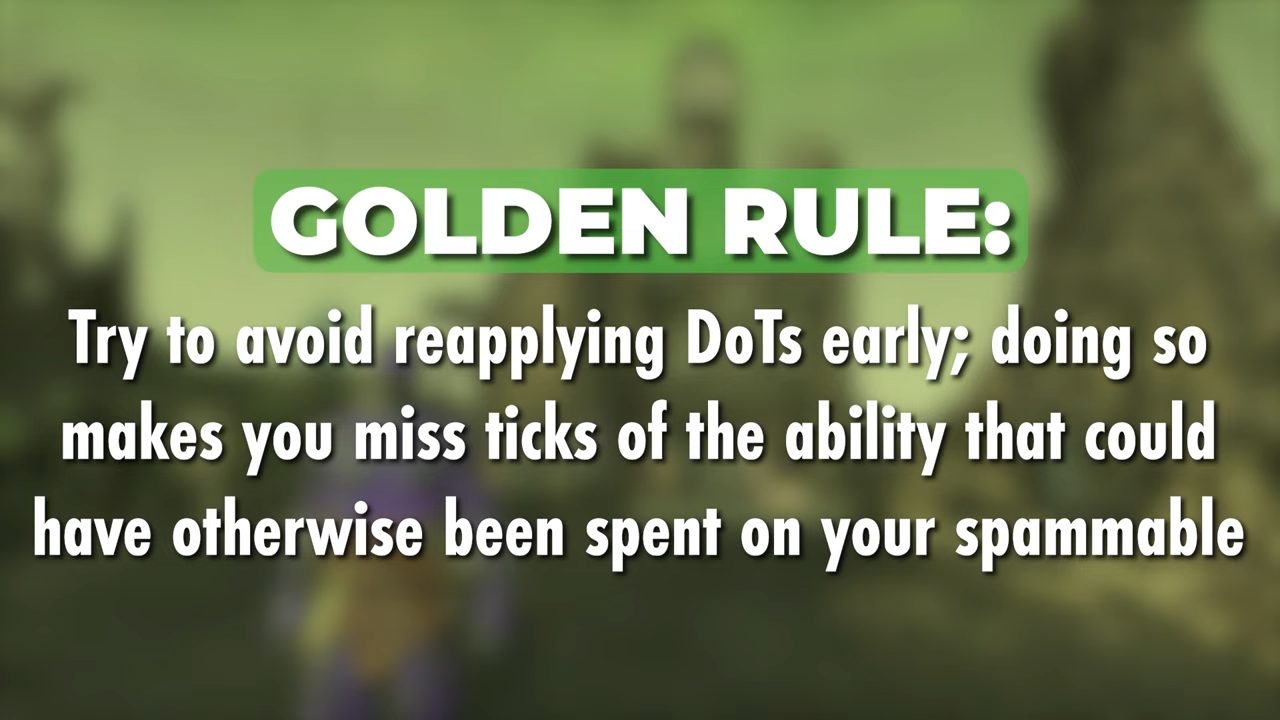 GOLDEN RULE:
Try to avoid reapplying DoTs early; doing so
makes you miss ticks of the ability that could
have otherwise been spent on your spammable